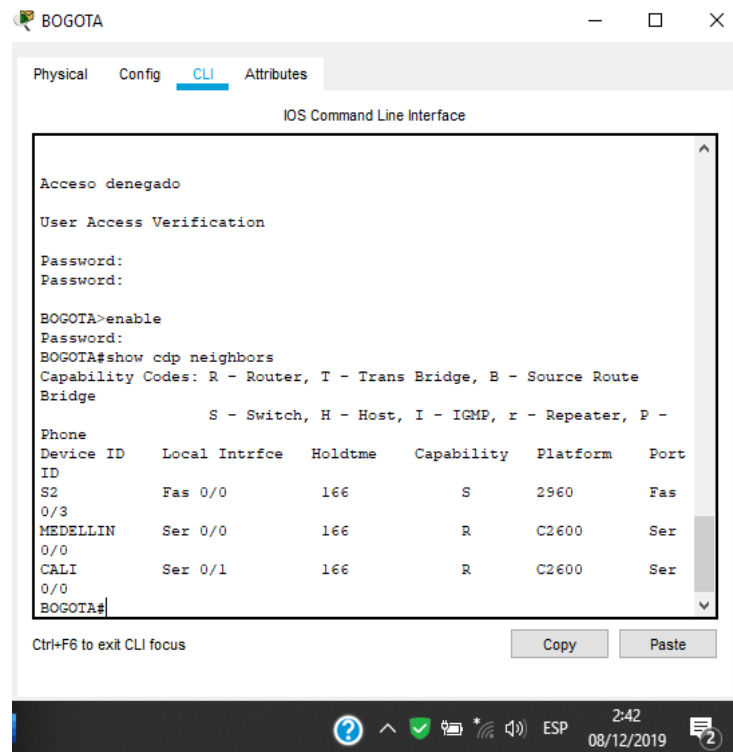 BOGOTA
Physical Config CLI Attributes
IOS Command Line Interface
Acceso denegado
User Access Verification
Password:
Password:
BOGOTA>enable
Password:
BOGOTA#show cdp neighbors
Capability Codes: R - Router, T - Trans Bridge, B - Source Route
Bridge
S - Switch, H - Host, I - IGMP, r - Repeater, P -
Phone
Device ID Local Intrfce Holdtme Capability Platform Port
ID
S2 Fas 0/0 166 S 2960 Fas
0/3
MEDELLIN Ser 0/0 166 R C2600 Ser
0/0
CALI Ser 0/1 166 R C2600 Ser
0/0
BOGOTA#
Ctrl+F6 to exit CLI focus
Copy Paste
ESP
2:42
08/12/2019
2